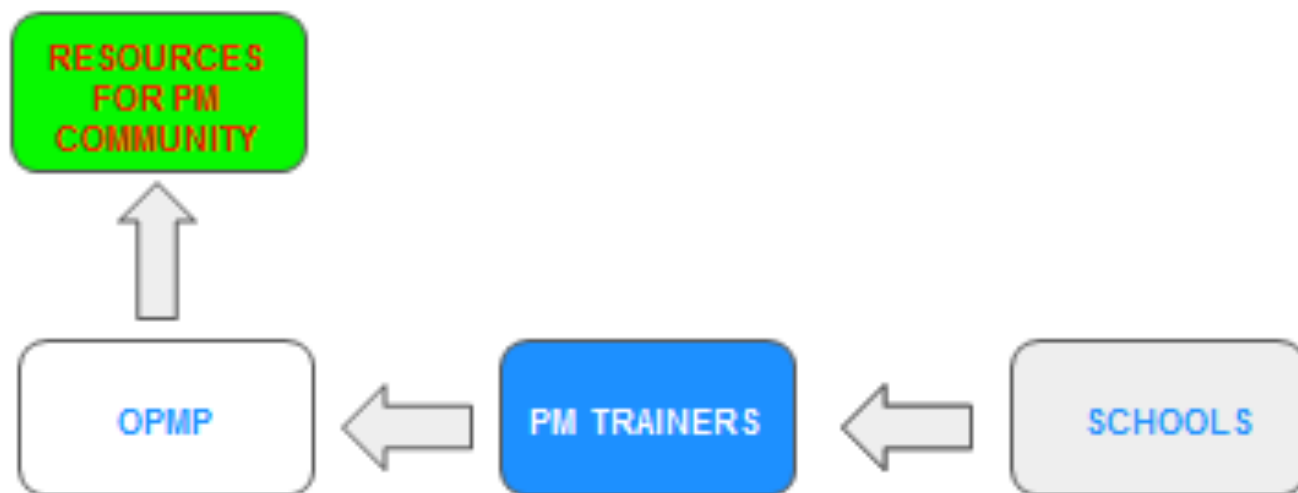 RESOURCES
FOR PM
COMMUNITY
OPMP
PM TRAINERS
SCHOOLS